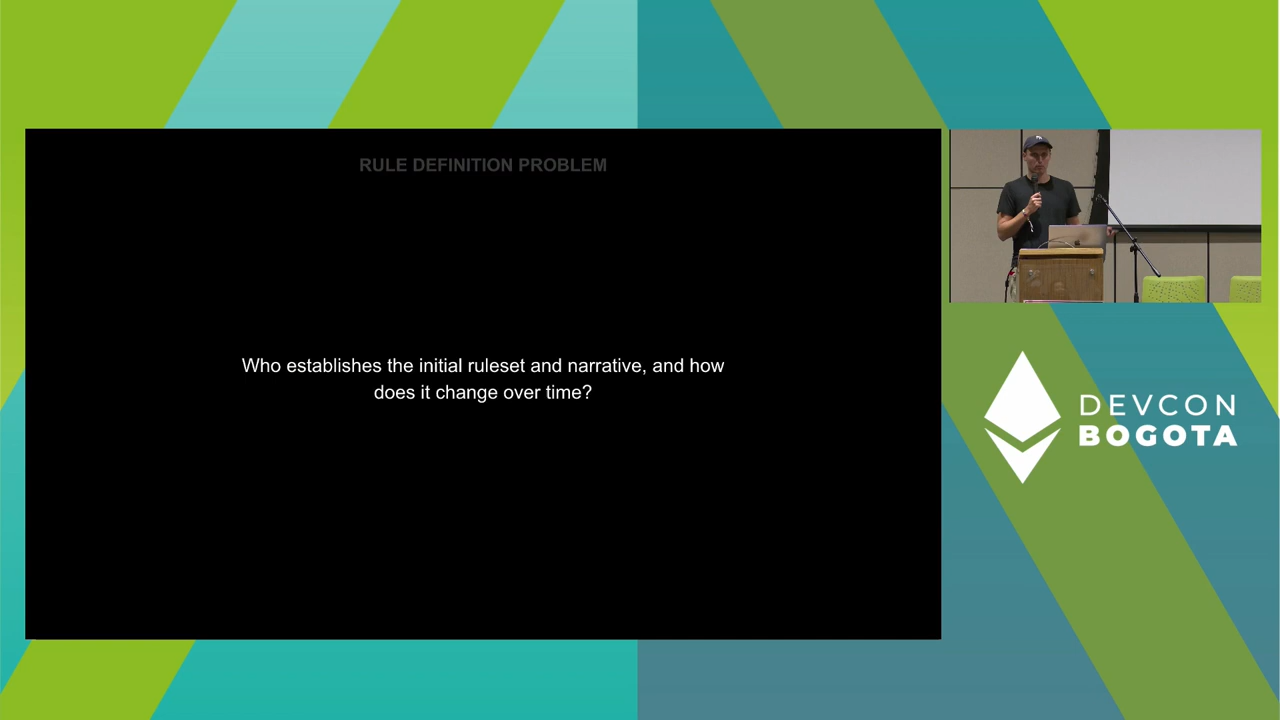 RULE DEFINITION PROBLEM
Who establishes the initial ruleset and narrative, and how
does it change over time?
DEVCON
BOGOTA